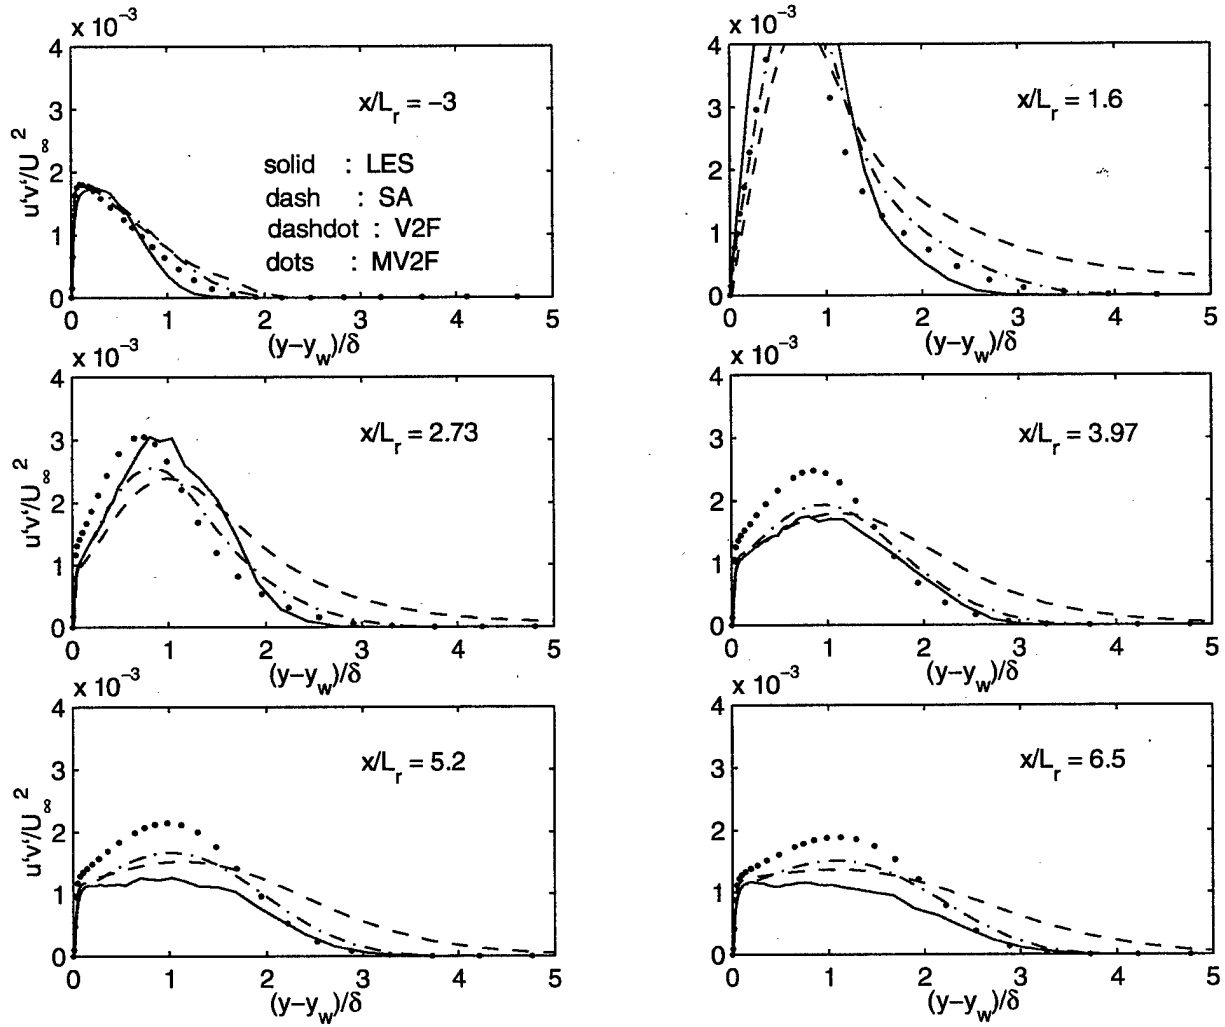 x 10⁻³
4
3
2
1
0
u'v'/U∞²
x/Lr = −3
solid : LES
dash : SA
dashdot : V2F
dots : MV2F
0 1 2 3 4 5
(y−yw)/δ
x 10⁻³
4
3
2
1
0
x/Lr = 1.6
0 1 2 3 4 5
(y−yw)/δ
x 10⁻³
4
3
2
1
0
u'v'/U∞²
x/Lr = 2.73
0 1 2 3 4 5
(y−yw)/δ
x 10⁻³
4
3
2
1
0
x/Lr = 3.97
0 1 2 3 4 5
(y−yw)/δ
x 10⁻³
4
3
2
1
0
u'v'/U∞²
x/Lr = 5.2
0 1 2 3 4 5
(y−yw)/δ
x 10⁻³
4
3
2
1
0
x/Lr = 6.5
0 1 2 3 4 5
(y−yw)/δ